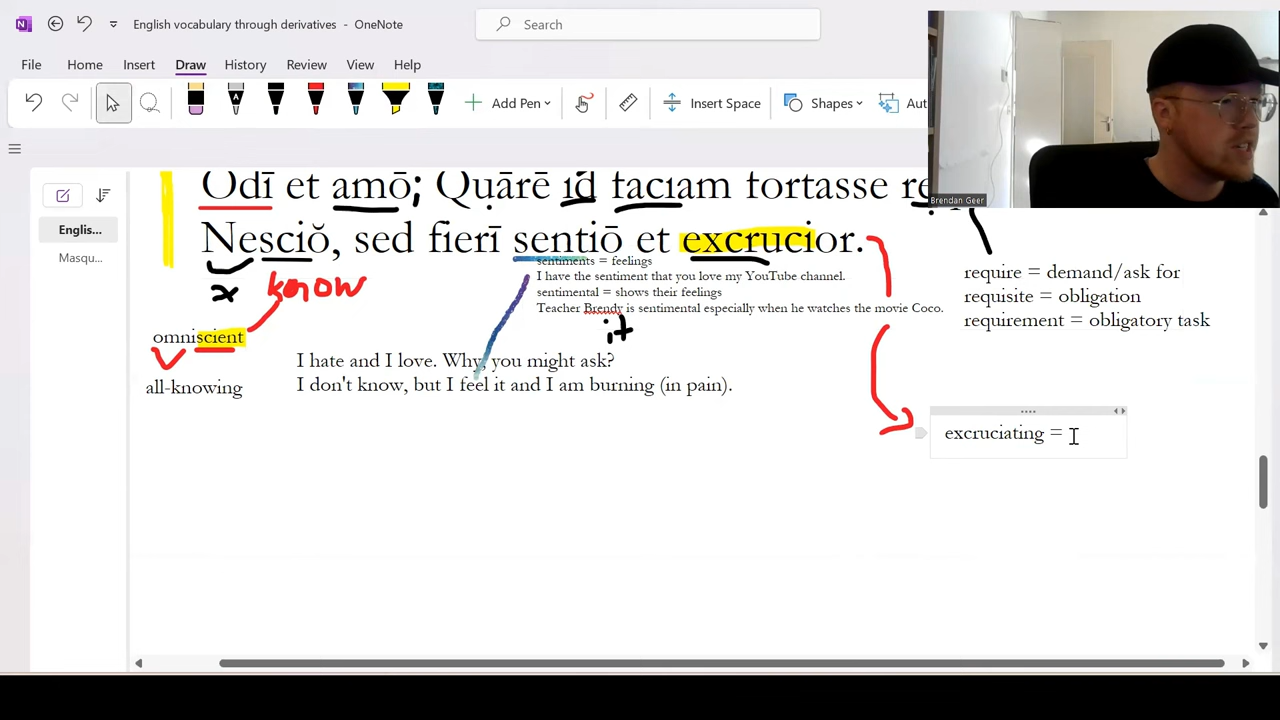 English vocabulary through derivatives - OneNote
Search
File Home Insert Draw History Review View Help
Add Pen Insert Space Shapes Aut
Brendan Geer
Odī et amō; Quārē id faciam fortasse
Nesciŏ, sed fierī sentiō et excrucior.
Englis...
Masqu...
x know
sentiments = feelings
I have the sentiment that you love my YouTube channel.
sentimental = shows their feelings
Teacher Brendy is sentimental especially when he watches the movie Coco.
it
require = demand/ask for
requisite = obligation
requirement = obligatory task
omniscient
all-knowing
I hate and I love. Why, you might ask?
I don't know, but I feel it and I am burning (in pain).
excruciating =